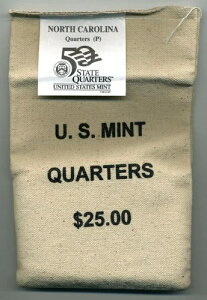 NORTH CAROLINA
Quarters (P)
50
STATE
QUARTERS
UNITED STATES MINT
U. S. MINT
QUARTERS
$25.00